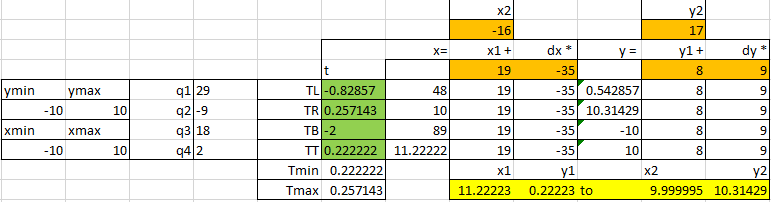 x2 y2
-16 17
x= x1 + dx * y = y1 + dy *
t 19 -35 8 9
ymin ymax q1 29 TL -0.82857 48 19 -35 0.542857 8 9
-10 10 q2 -9 TR 0.257143 10 19 -35 10.31429 8 9
xmin xmax q3 18 TB -2 89 19 -35 -10 8 9
-10 10 q4 2 TT 0.222222 11.22222 19 -35 10 8 9
Tmin 0.222222 x1 y1 x2 y2
Tmax 0.257143 11.22223 0.22223 to 9.999995 10.31429